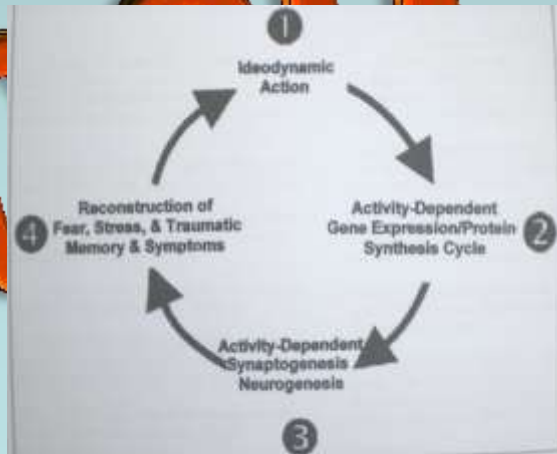 1
Ideodynamic
Action
Activity-Dependent
Gene Expression/Protein
Synthesis Cycle
2
Activity-Dependent
Synaptogenesis
Neurogenesis
3
Reconstruction of
Fear, Stress, & Traumatic
Memory & Symptoms
4